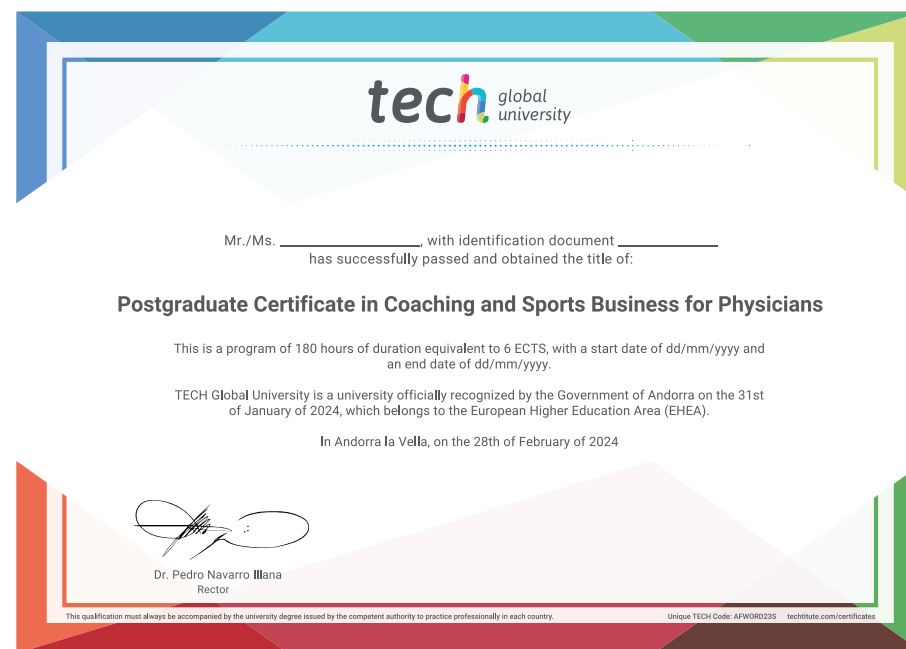 tech global university
Mr./Ms. ____________, with identification document ____________
has successfully passed and obtained the title of:
Postgraduate Certificate in Coaching and Sports Business for Physicians
This is a program of 180 hours of duration equivalent to 6 ECTS, with a start date of dd/mm/yyyy and
an end date of dd/mm/yyyy.
TECH Global University is a university officially recognized by the Government of Andorra on the 31st
of January of 2024, which belongs to the European Higher Education Area (EHEA).
In Andorra la Vella, on the 28th of February of 2024
Dr. Pedro Navarro Illana
Rector
This qualification must always be accompanied by the university degree issued by the competent authority to practice professionally in each country.
Unique TECH Code: AFWORD23S techtitute.com/certificates